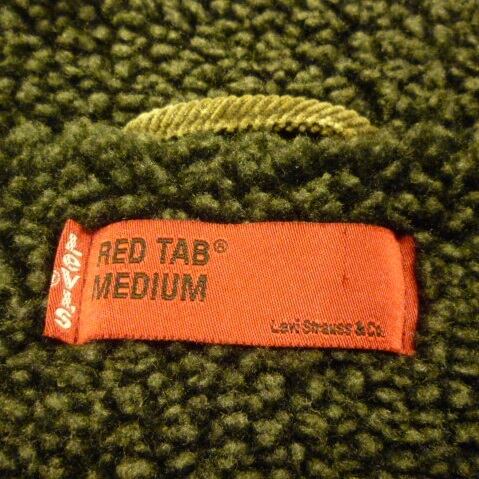 LEVI'S®
RED TAB®
MEDIUM
Levi Strauss & Co.